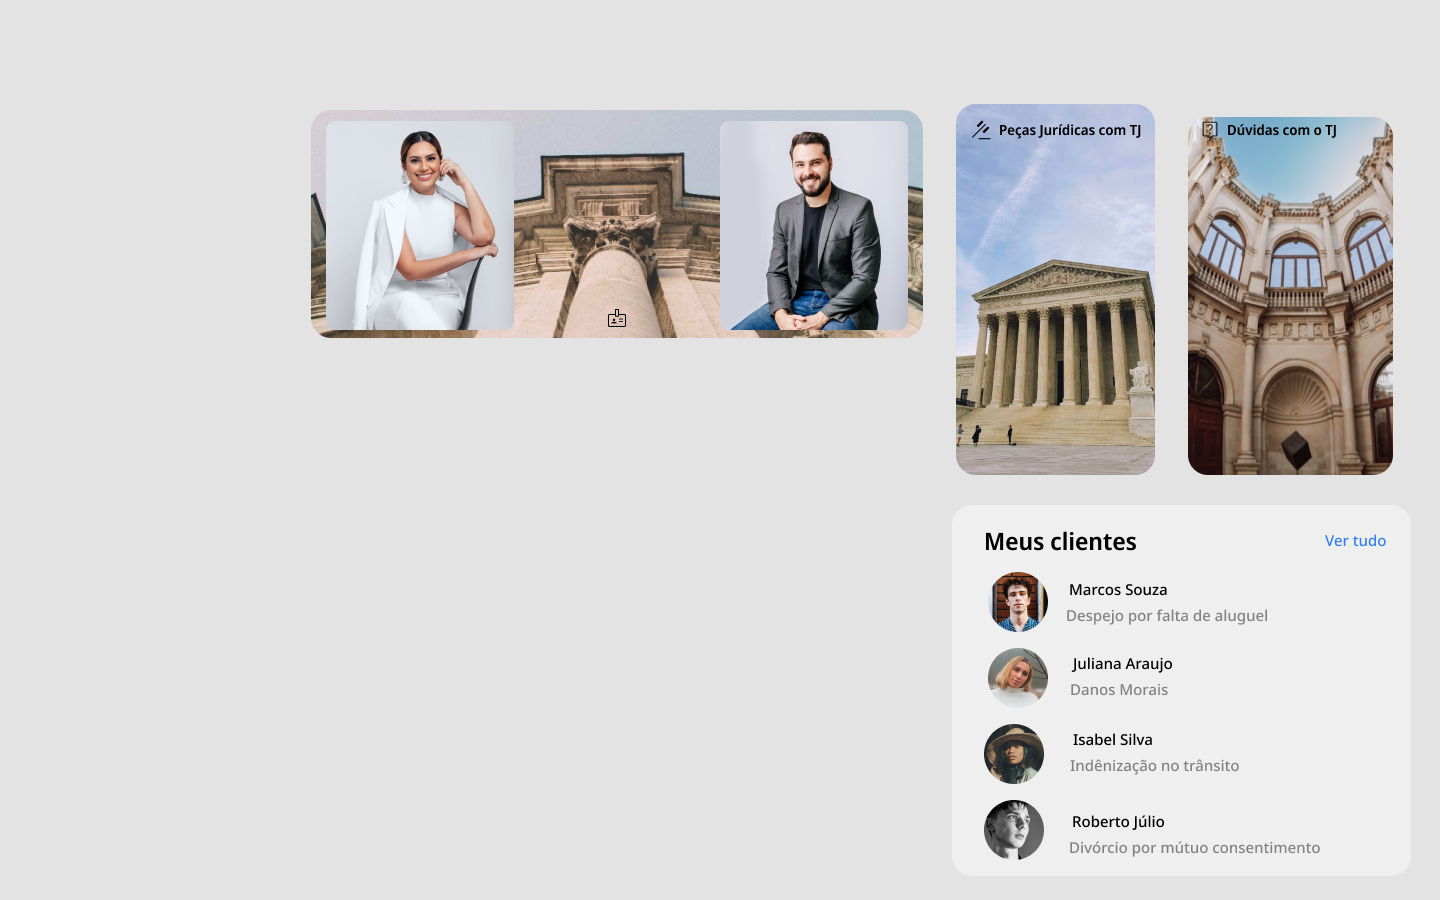 Peças Jurídicas com TJ
Dúvidas com o TJ
Meus clientes
Ver tudo
Marcos Souza
Despejo por falta de aluguel
Juliana Araujo
Danos Morais
Isabel Silva
Indênização no trânsito
Roberto Júlio
Divórcio por mútuo consentimento